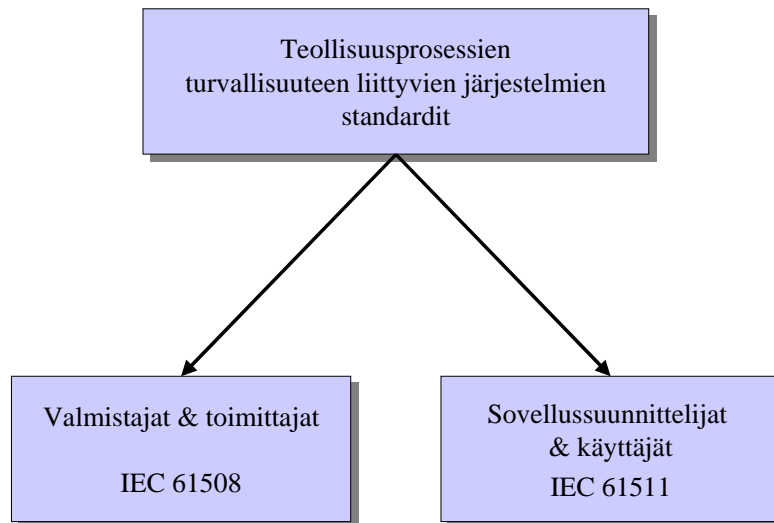 Teollisuusprosessien
turvallisuuteen liittyvien järjestelmien
standardit
Valmistajat & toimittajat
IEC 61508
Sovellussuunnittelijat
& käyttäjät
IEC 61511